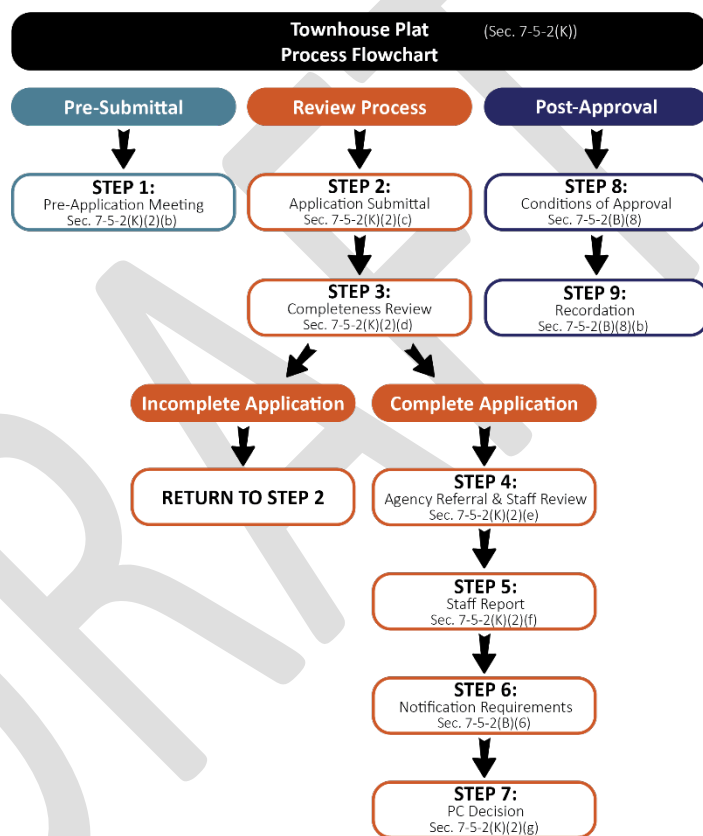 Townhouse Plat (Sec. 7-5-2(K))
Process Flowchart
Pre-Submittal
Review Process
Post-Approval
STEP 1:
Pre-Application Meeting
Sec. 7-5-2(K)(2)(b)
STEP 2:
Application Submittal
Sec. 7-5-2(K)(2)(c)
STEP 8:
Conditions of Approval
Sec. 7-5-2(B)(8)
STEP 3:
Completeness Review
Sec. 7-5-2(K)(2)(d)
STEP 9:
Recordation
Sec. 7-5-2(B)(8)(b)
Incomplete Application
Complete Application
RETURN TO STEP 2
STEP 4:
Agency Referral & Staff Review
Sec. 7-5-2(K)(2)(e)
STEP 5:
Staff Report
Sec. 7-5-2(K)(2)(f)
STEP 6:
Notification Requirements
Sec. 7-5-2(B)(6)
STEP 7:
PC Decision
Sec. 7-5-2(K)(2)(g)
DRAFT